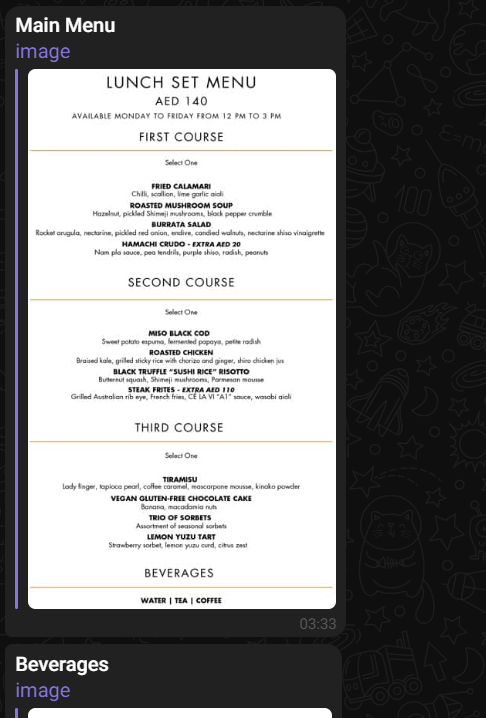 Main Menu
image
LUNCH SET MENU
AED 140
AVAILABLE MONDAY TO FRIDAY FROM 12 PM TO 3 PM
FIRST COURSE
Select One
FRIED CALAMARI
Chilli, scallion, lime garlic aioli
ROASTED MUSHROOM SOUP
Hazelnut, pickled Shimeji mushrooms, black pepper crumble
BURRATA SALAD
Rocket arugula, nectarine, pickled red onion, endive, candied walnuts, nectarine shiso vinaigrette
HAMACHI CRUDO - EXTRA AED 20
Nam pla sauce, pea tendrils, purple shiso, radish, peanuts
SECOND COURSE
Select One
MISO BLACK COD
Sweet potato espuma, fermented papaya, petite radish
ROASTED CHICKEN
Braised kale, grilled sticky rice with chorizo and ginger, shiro chicken jus
BLACK TRUFFLE "SUSHI RICE" RISOTTO
Butternut squash, Shimeji mushrooms, Parmesan mousse
STEAK FRITES - EXTRA AED 110
Grilled Australian rib eye, French fries, CÉ LA VI "A1" sauce, wasabi aioli
THIRD COURSE
Select One
TIRAMISU
Lady finger, tapioca pearl, coffee caramel, mascarpone mousse, kinako powder
VEGAN GLUTEN-FREE CHOCOLATE CAKE
Banana, macadamia nuts
TRIO OF SORBETS
Assortment of seasonal sorbets
LEMON YUZU TART
Strawberry sorbet, lemon yuzu curd, citrus zest
BEVERAGES
WATER | TEA | COFFEE
03:33
Beverages
image